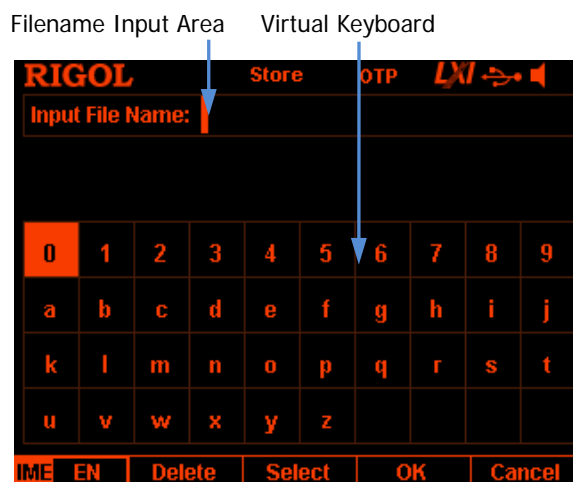 Filename Input Area Virtual Keyboard
RIGOL Store OTP LXI
Input File Name:
0 1 2 3 4 5 6 7 8 9
a b c d e f g h i j
k l m n o p q r s t
u v w x y z
IME EN Delete Select OK Cancel